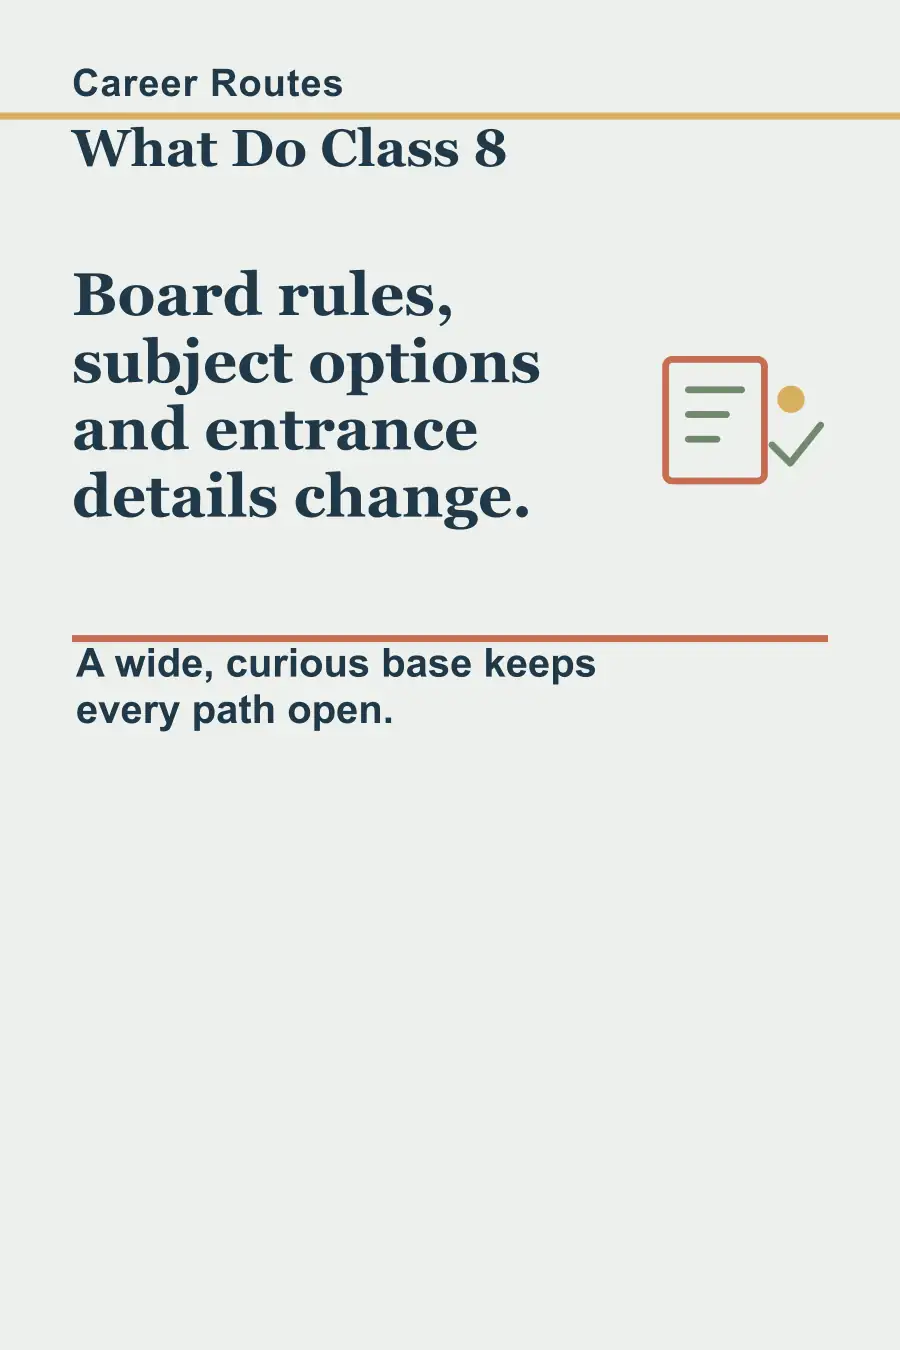 Career Routes
What Do Class 8
Board rules,
subject options
and entrance
details change.
A wide, curious base keeps
every path open.